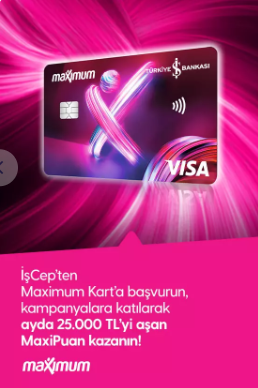 maximum
TÜRKİYE İŞ BANKASI
VISA
İşCep'ten
Maximum Kart'a başvurun,
kampanyalara katılarak
ayda 25.000 TL'yi aşan
MaxiPuan kazanın!
maximum